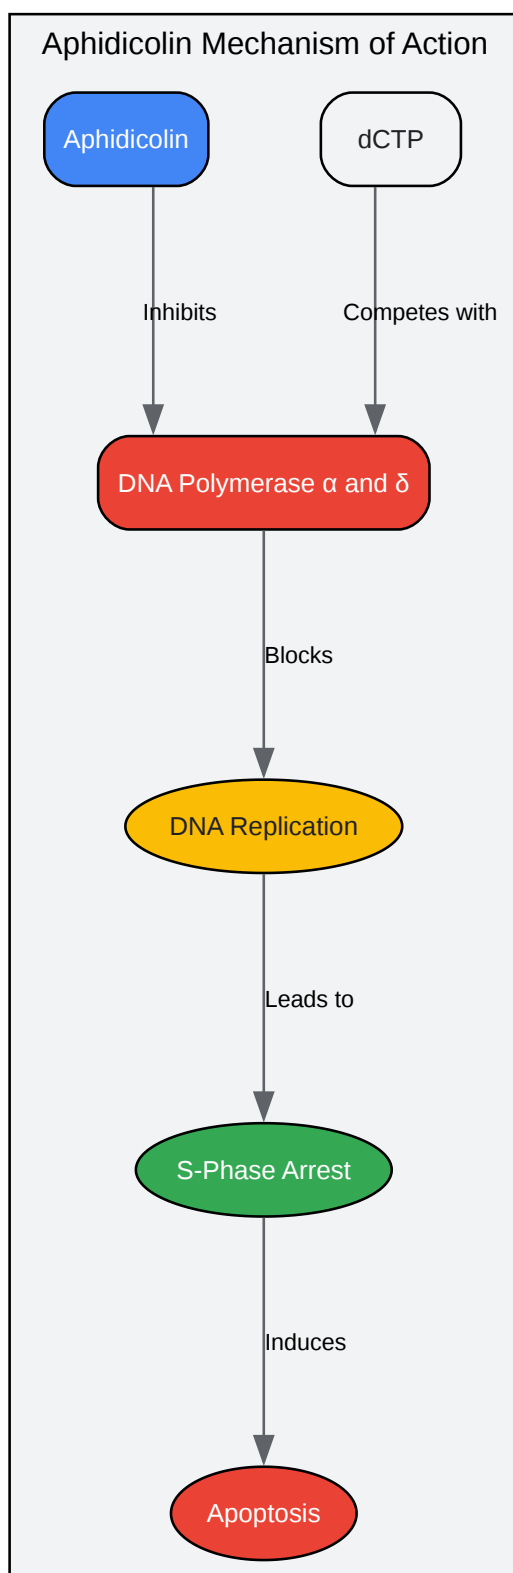 Aphidicolin Mechanism of Action
Aphidicolin
dCTP
Inhibits
Competes with
DNA Polymerase α and δ
Blocks
DNA Replication
Leads to
S-Phase Arrest
Induces
Apoptosis